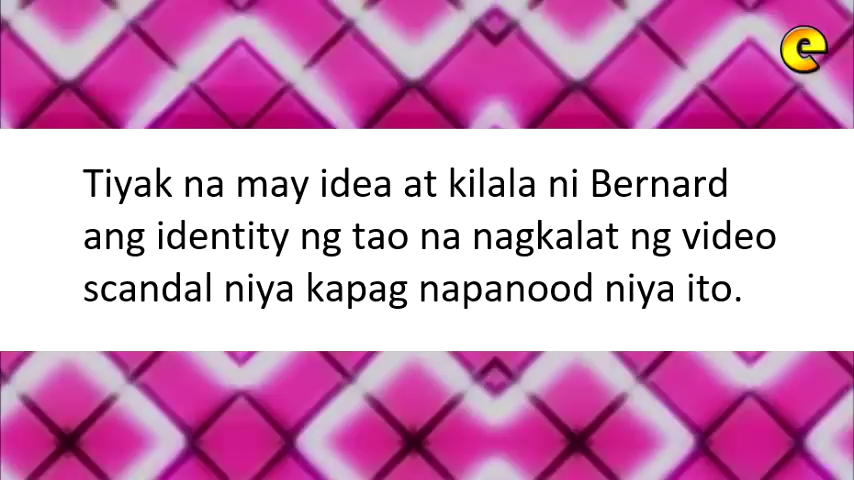 e
Tiyak na may idea at kilala ni Bernard
ang identity ng tao na nagkalat ng video
scandal niya kapag napanood niya ito.